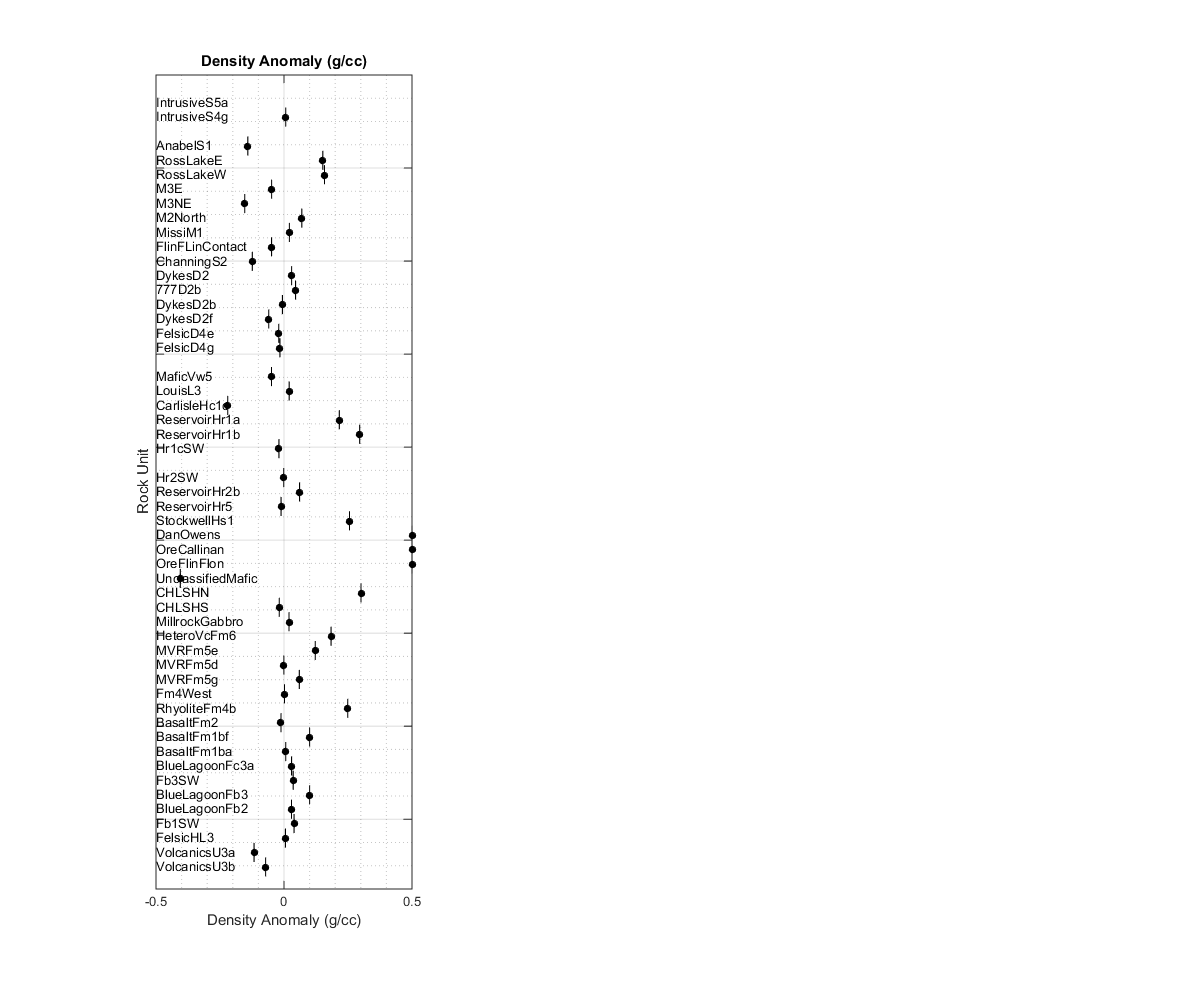 Density Anomaly (g/cc)
IntrusiveS5a
IntrusiveS4g
AnabelS1
RossLakeE
RossLakeW
M3E
M3NE
M2North
MissiM1
FlinFLinContact
ChanningS2
DykesD2
777D2b
DykesD2b
DykesD2f
FelsicD4e
FelsicD4g
MaficVw5
LouisL3
CarlisleHc1c
ReservoirHr1a
ReservoirHr1b
Hr1cSW
Rock Unit
Hr2SW
ReservoirHr2b
ReservoirHr5
StockwellHs1
DanOwens
OreCallinan
OreFlinFlon
UnclassifiedMafic
CHLSHN
CHLSHS
MillrockGabbro
HeteroVcFm6
MVRFm5e
MVRFm5d
MVRFm5g
Fm4West
RhyoliteFm4b
BasaltFm2
BasaltFm1bf
BasaltFm1ba
BlueLagoonFc3a
Fb3SW
BlueLagoonFb3
BlueLagoonFb2
Fb1SW
FelsicHL3
VolcanicsU3a
VolcanicsU3b
-0.5 0 0.5
Density Anomaly (g/cc)